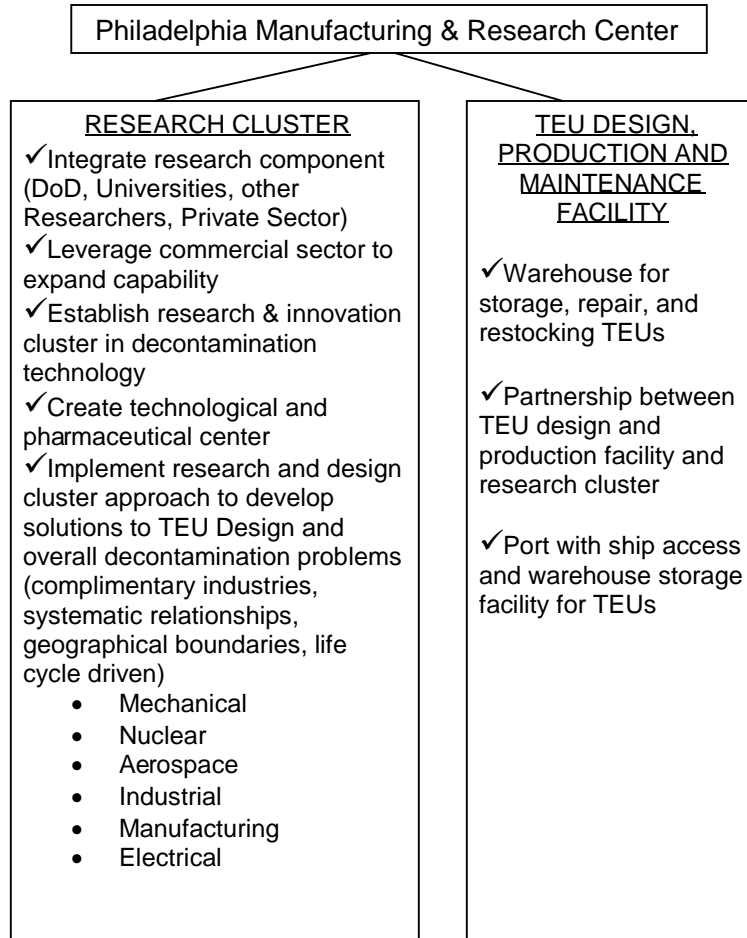 Philadelphia Manufacturing & Research Center
RESEARCH CLUSTER
✓Integrate research component
(DoD, Universities, other
Researchers, Private Sector)
✓Leverage commercial sector to
expand capability
✓Establish research & innovation
cluster in decontamination
technology
✓Create technological and
pharmaceutical center
✓Implement research and design
cluster approach to develop
solutions to TEU Design and
overall decontamination problems
(complimentary industries,
systematic relationships,
geographical boundaries, life
cycle driven)
• Mechanical
• Nuclear
• Aerospace
• Industrial
• Manufacturing
• Electrical
TEU DESIGN,
PRODUCTION AND
MAINTENANCE
FACILITY
✓Warehouse for
storage, repair, and
restocking TEUs
✓Partnership between
TEU design and
production facility and
research cluster
✓Port with ship access
and warehouse storage
facility for TEUs